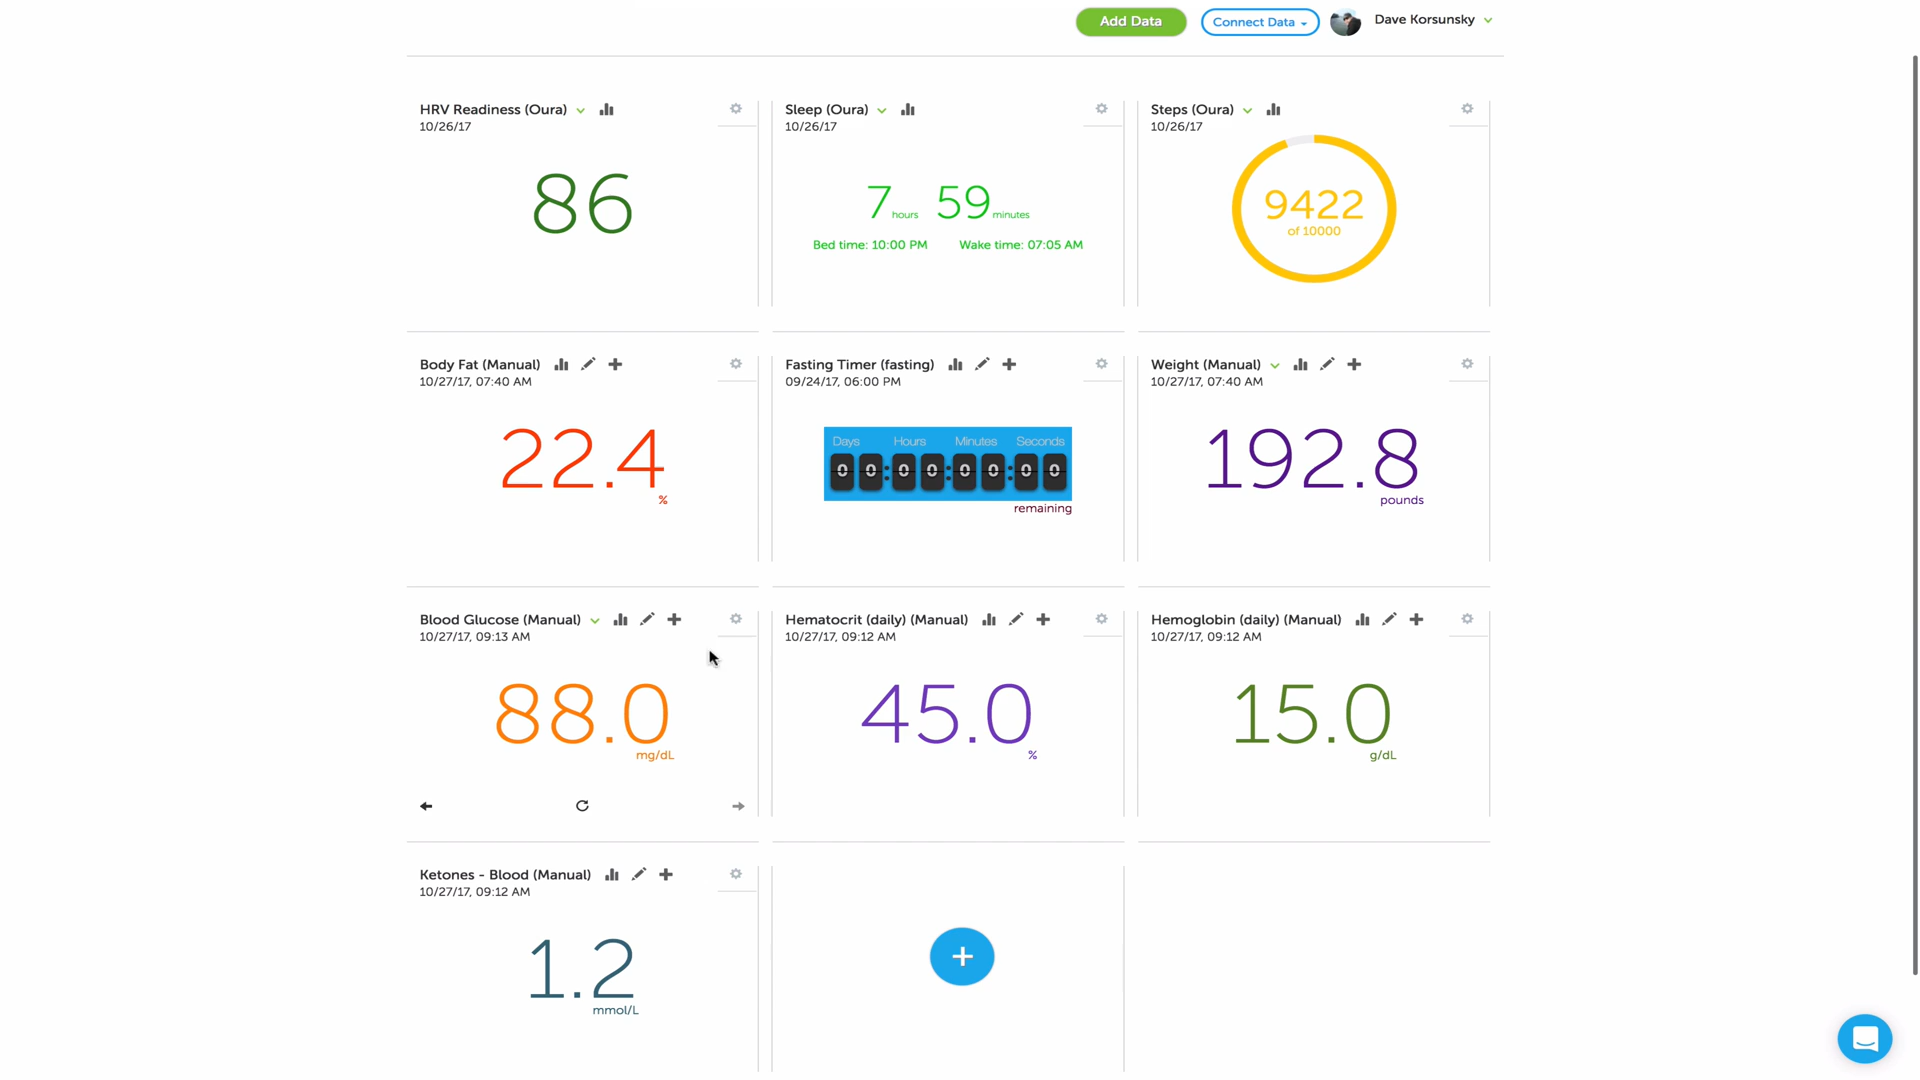 Add Data
Connect Data
Dave Korsunsky
HRV Readiness (Oura)
10/26/17
86
Sleep (Oura)
10/26/17
7 hours 59 minutes
Bed time: 10:00 PM Wake time: 07:05 AM
Steps (Oura)
10/26/17
9422
of 10000
Body Fat (Manual)
10/27/17, 07:40 AM
22.4
%
Fasting Timer (fasting)
09/24/17, 06:00 PM
Days Hours Minutes Seconds
0 0 : 0 0 : 0 0 : 0 0
remaining
Weight (Manual)
10/27/17, 07:40 AM
192.8
pounds
Blood Glucose (Manual)
10/27/17, 09:13 AM
88.0
mg/dL
Hematocrit (daily) (Manual)
10/27/17, 09:12 AM
45.0
%
Hemoglobin (daily) (Manual)
10/27/17, 09:12 AM
15.0
g/dL
Ketones - Blood (Manual)
10/27/17, 09:12 AM
1.2
mmol/L